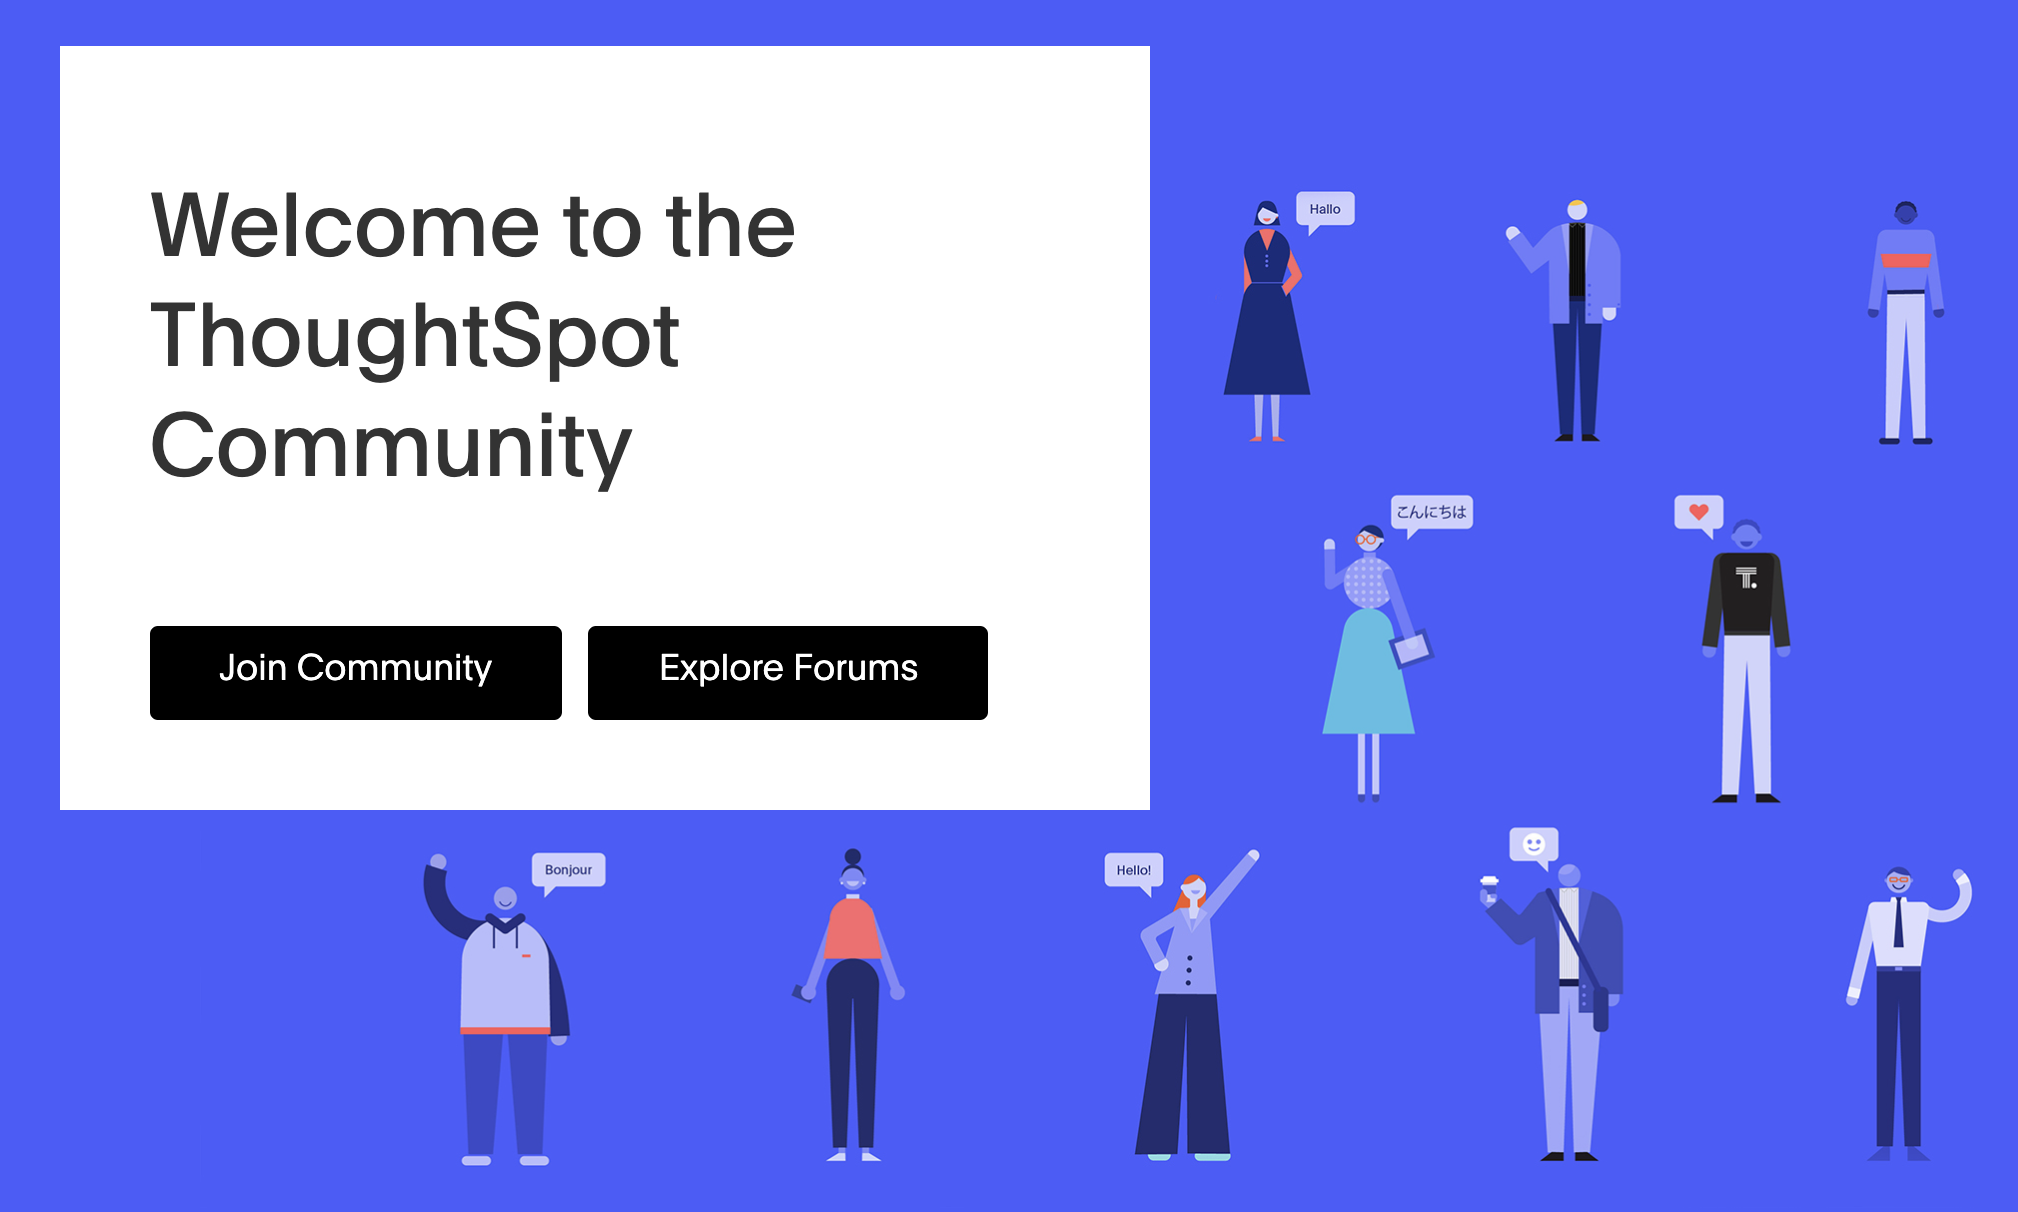 Welcome to the
ThoughtSpot
Community
Join Community
Explore Forums
Hallo
こんにちは
T.
Bonjour
Hello!